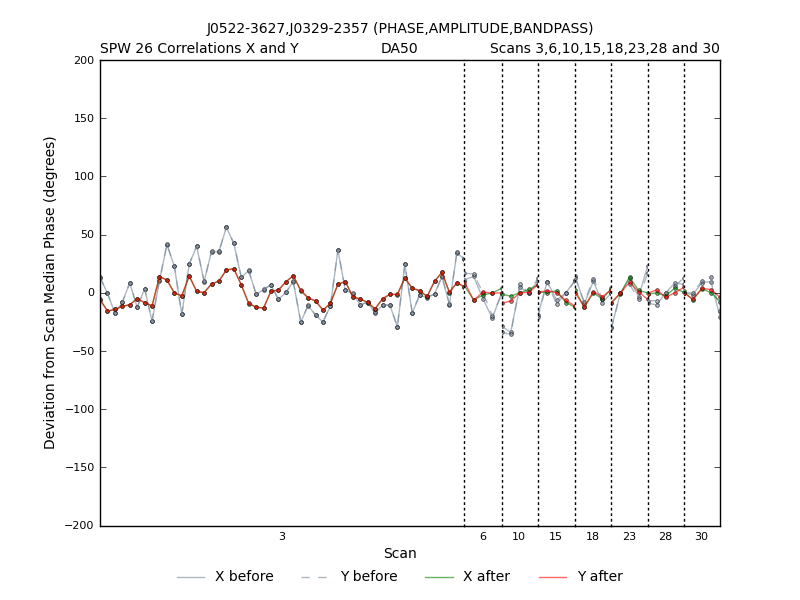 J0522-3627,J0329-2357 (PHASE,AMPLITUDE,BANDPASS)
SPW 26 Correlations X and Y DA50 Scans 3,6,10,15,18,23,28 and 30
200
150
100
50
0
−50
−100
−150
−200
Deviation from Scan Median Phase (degrees)
3 6 10 15 18 23 28 30
Scan
X before Y before X after Y after